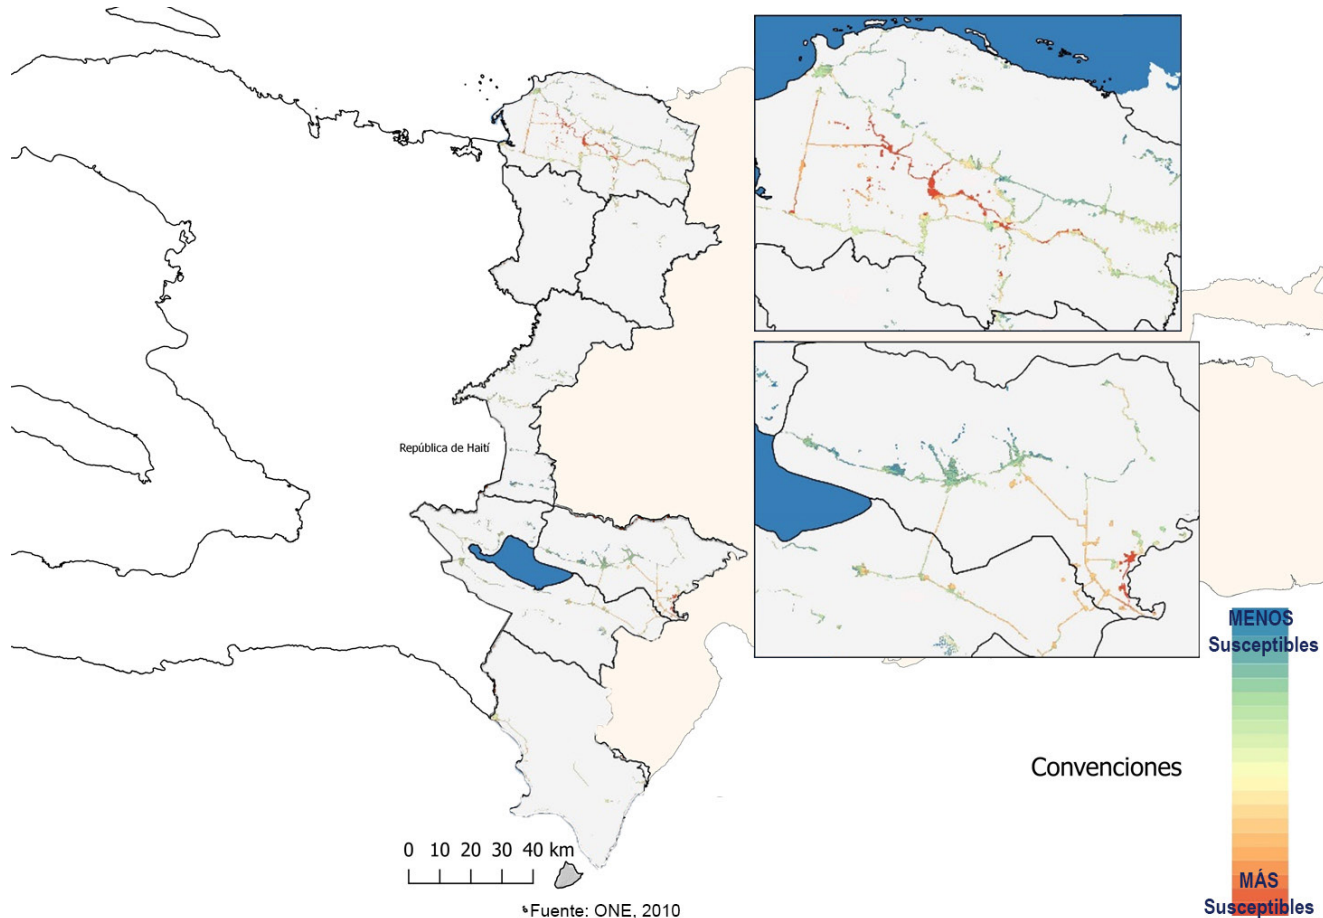 República de Haití
MENOS
Susceptibles
Convenciones
0 10 20 30 40 km
MÁS
Susceptibles
Fuente: ONE, 2010